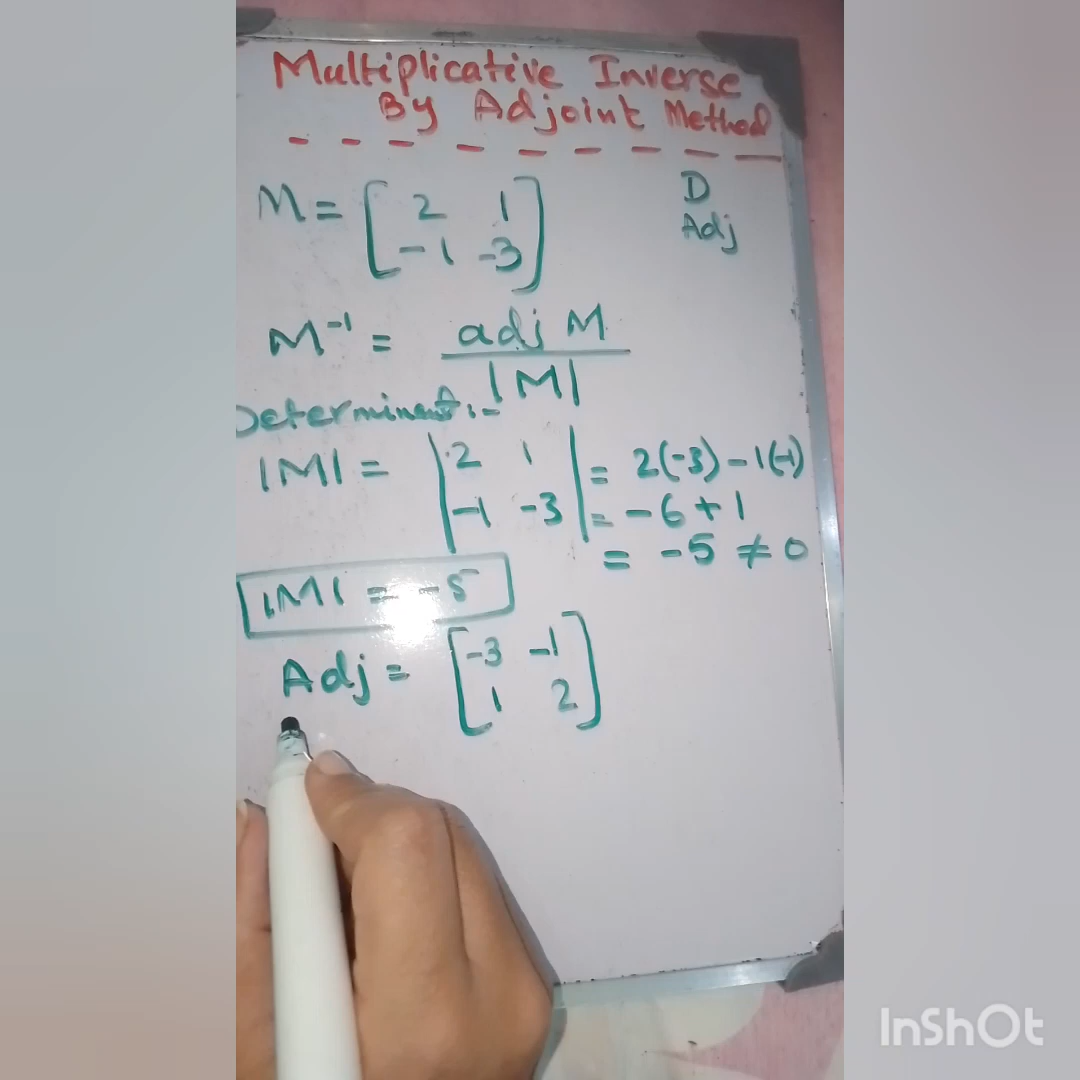 Multiplicative Inverse
By Adjoint Method
D
Adj
M = [ 2 1
-1 -3 ]
M⁻¹ = adj M
|M|
Determinant:-
|M| = | 2 1 | = 2(-3) - 1(-1)
| -1 -3 | = -6 + 1
= -5 ≠ 0
|M| = -5
Adj = [ -3 -1
1 2 ]
InShOt